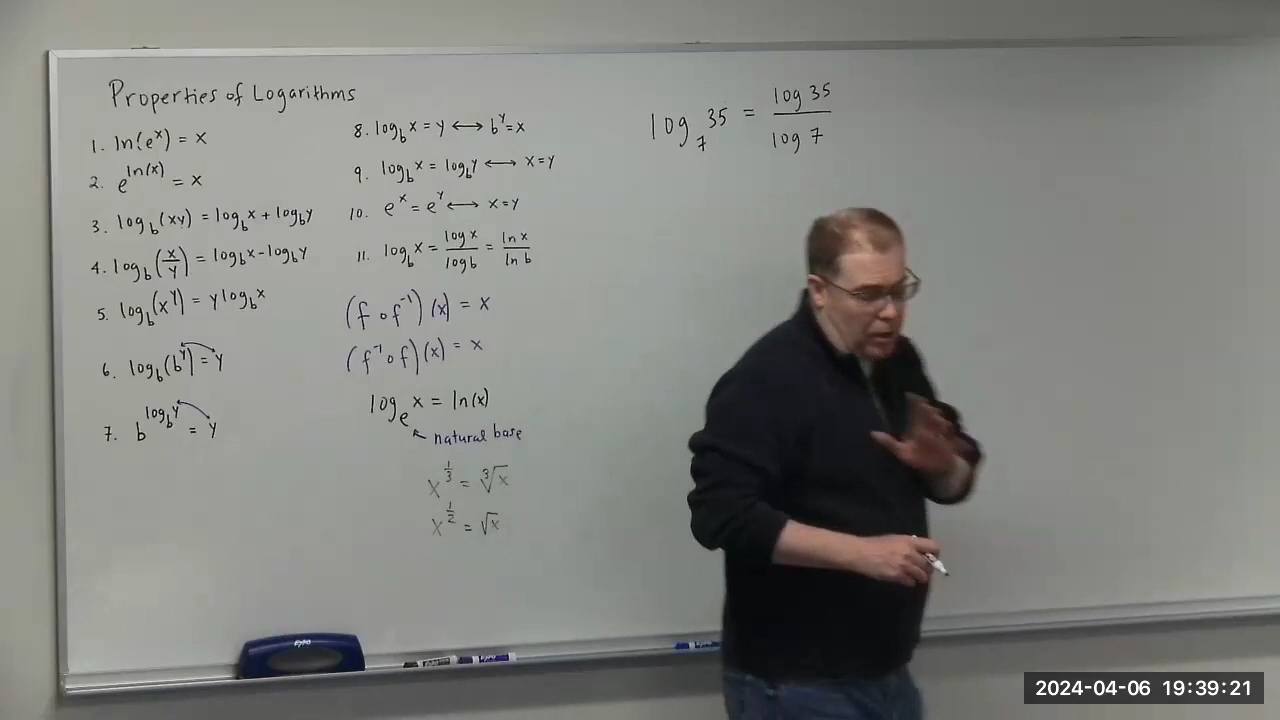 Properties of Logarithms
1. ln(e^x) = x
2. e^ln(x) = x
3. log_b(xy) = log_b x + log_b y
4. log_b(x/y) = log_b x - log_b y
5. log_b(x^y) = y log_b x
6. log_b(b^y) = y
7. b^log_b y = y
8. log_b x = y ⟷ b^y = x
9. log_b x = log_b y ⟷ x = y
10. e^x = e^y ⟷ x = y
11. log_b x = log x / log b = ln x / ln b
(f ∘ f^-1)(x) = x
(f^-1 ∘ f)(x) = x
log_e x = ln(x)
natural base
x^1/3 = ∛x
x^1/2 = √x
log_7 35 = log 35 / log 7
EXPO
2024-04-06 19:39:21